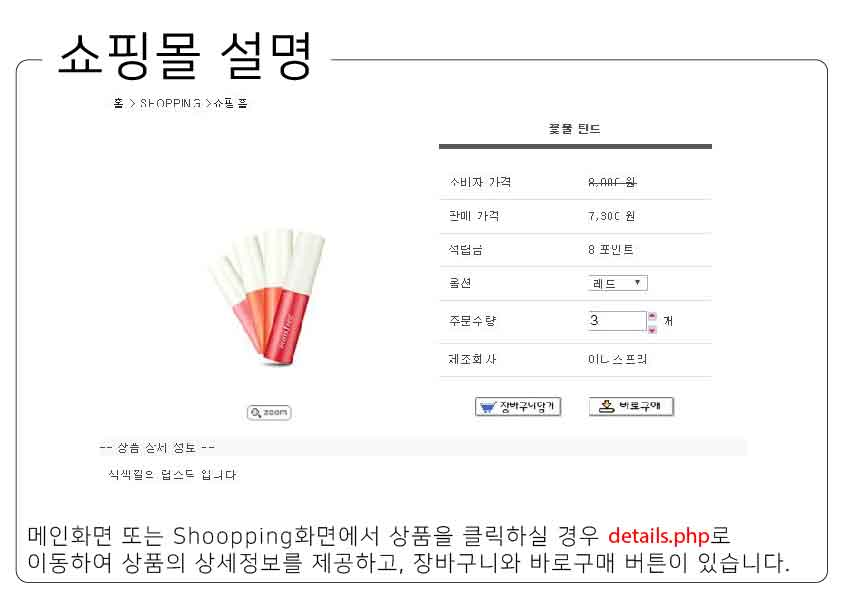 쇼핑몰 설명
홈 > SHOPPING >쇼핑몰
꽃물 틴트
소비자 가격 8,000 원
판매 가격 7,300 원
적립금 8 포인트
옵션 레드
주문수량 3 개
제조회사 이니스프리
innisfree
zoom
장바구니담기 바로구매
-- 상품 상세 정보 --
입니다
메인화면 또는 Shoopping화면에서 상품을 클릭하실 경우 details.php로
이동하여 상품의 상세정보를 제공하고, 장바구니와 바로구매 버튼이 있습니다.